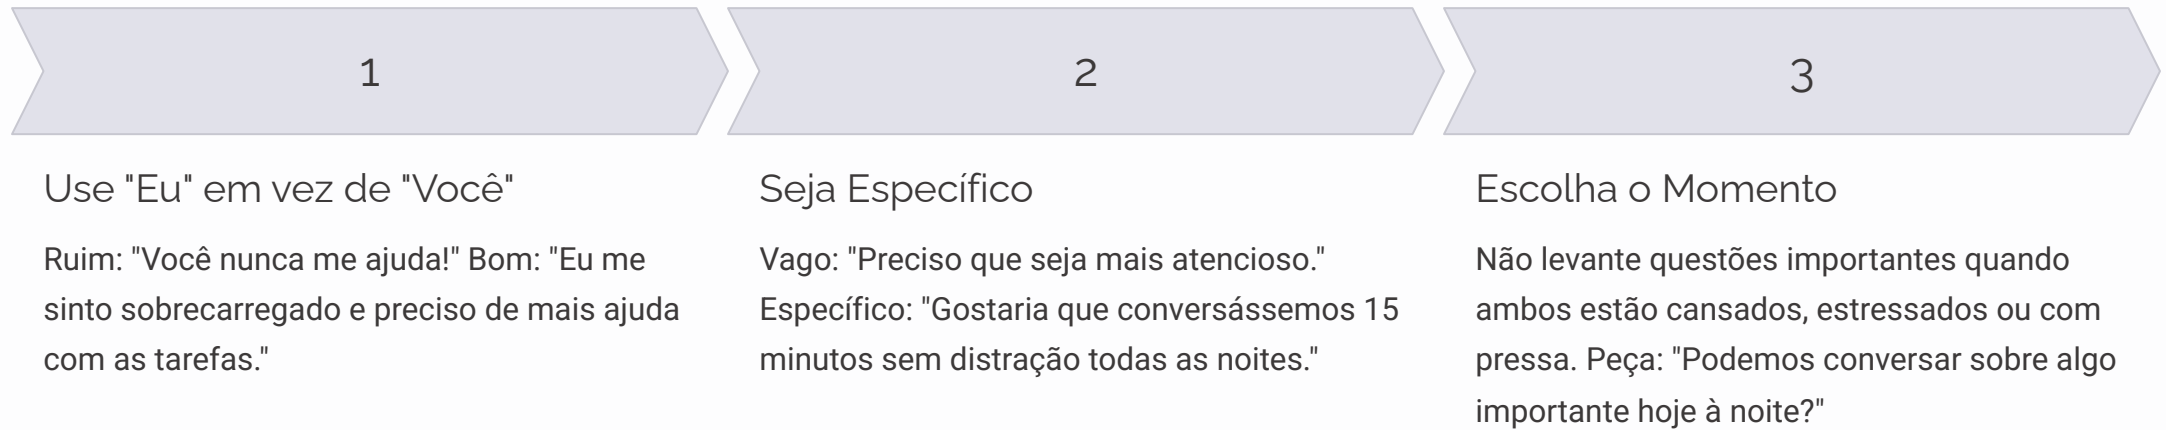 1
Use "Eu" em vez de "Você"
Ruim: "Você nunca me ajuda!" Bom: "Eu me
sinto sobrecarregado e preciso de mais ajuda
com as tarefas."
2
Seja Específico
Vago: "Preciso que seja mais atencioso."
Específico: "Gostaria que conversássemos 15
minutos sem distração todas as noites."
3
Escolha o Momento
Não levante questões importantes quando
ambos estão cansados, estressados ou com
pressa. Peça: "Podemos conversar sobre algo
importante hoje à noite?"